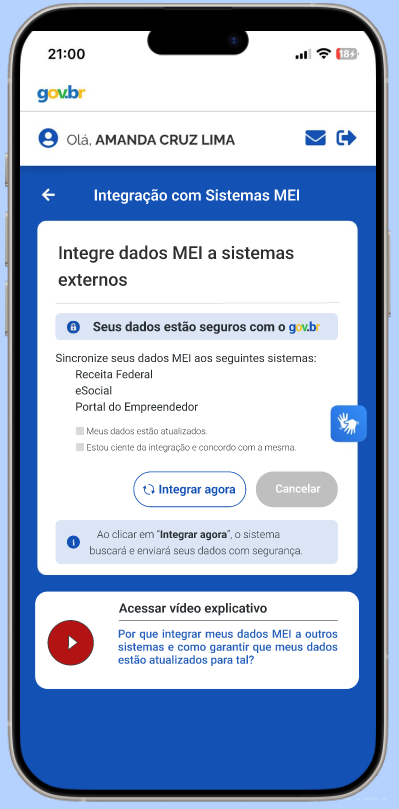 21:00
18
gov.br
Olá, AMANDA CRUZ LIMA
Integração com Sistemas MEI
Integre dados MEI a sistemas
externos
Seus dados estão seguros com o gov.br
Sincronize seus dados MEI aos seguintes sistemas:
Receita Federal
eSocial
Portal do Empreendedor
Meus dados estão atualizados.
Estou ciente da integração e concordo com a mesma.
Integrar agora
Cancelar
Ao clicar em “Integrar agora”, o sistema
buscará e enviará seus dados com segurança.
Acessar vídeo explicativo
Por que integrar meus dados MEI a outros
sistemas e como garantir que meus dados
estão atualizados para tal?